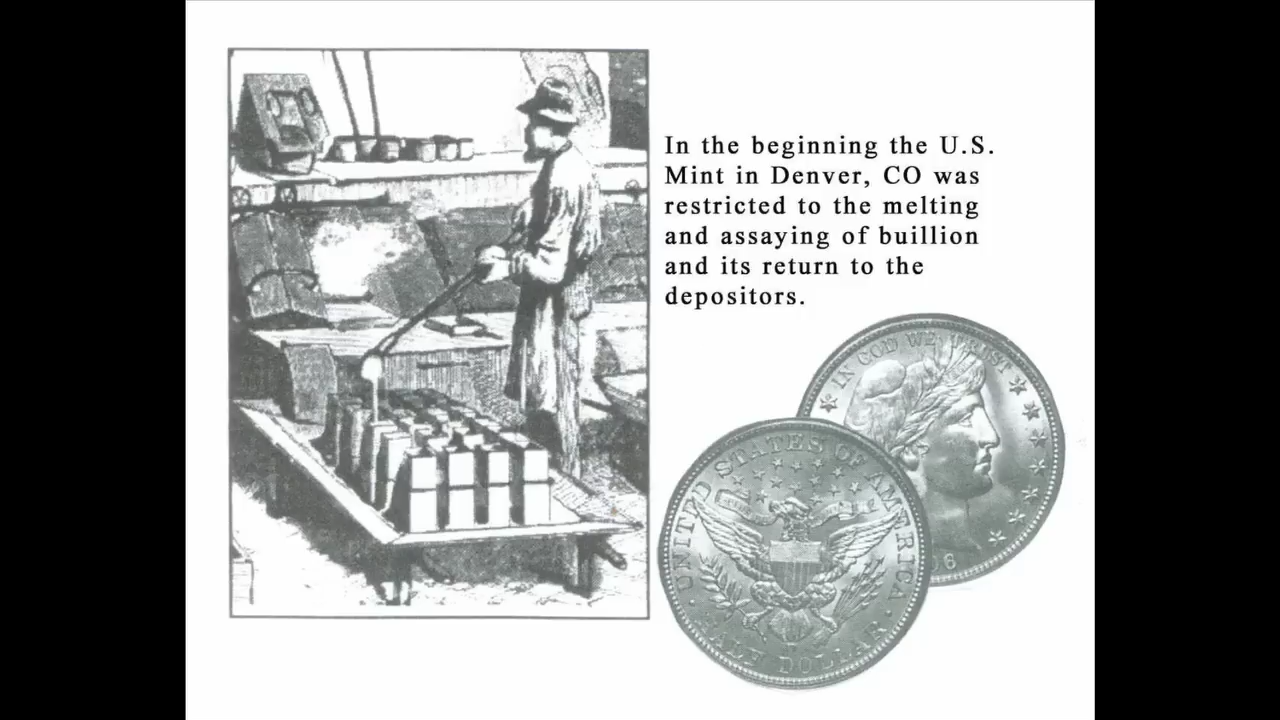 In the beginning the U.S.
Mint in Denver, CO was
restricted to the melting
and assaying of buillion
and its return to the
depositors.
IN GOD WE TRUST
UNITED STATES OF AMERICA
HALF DOLLAR
06